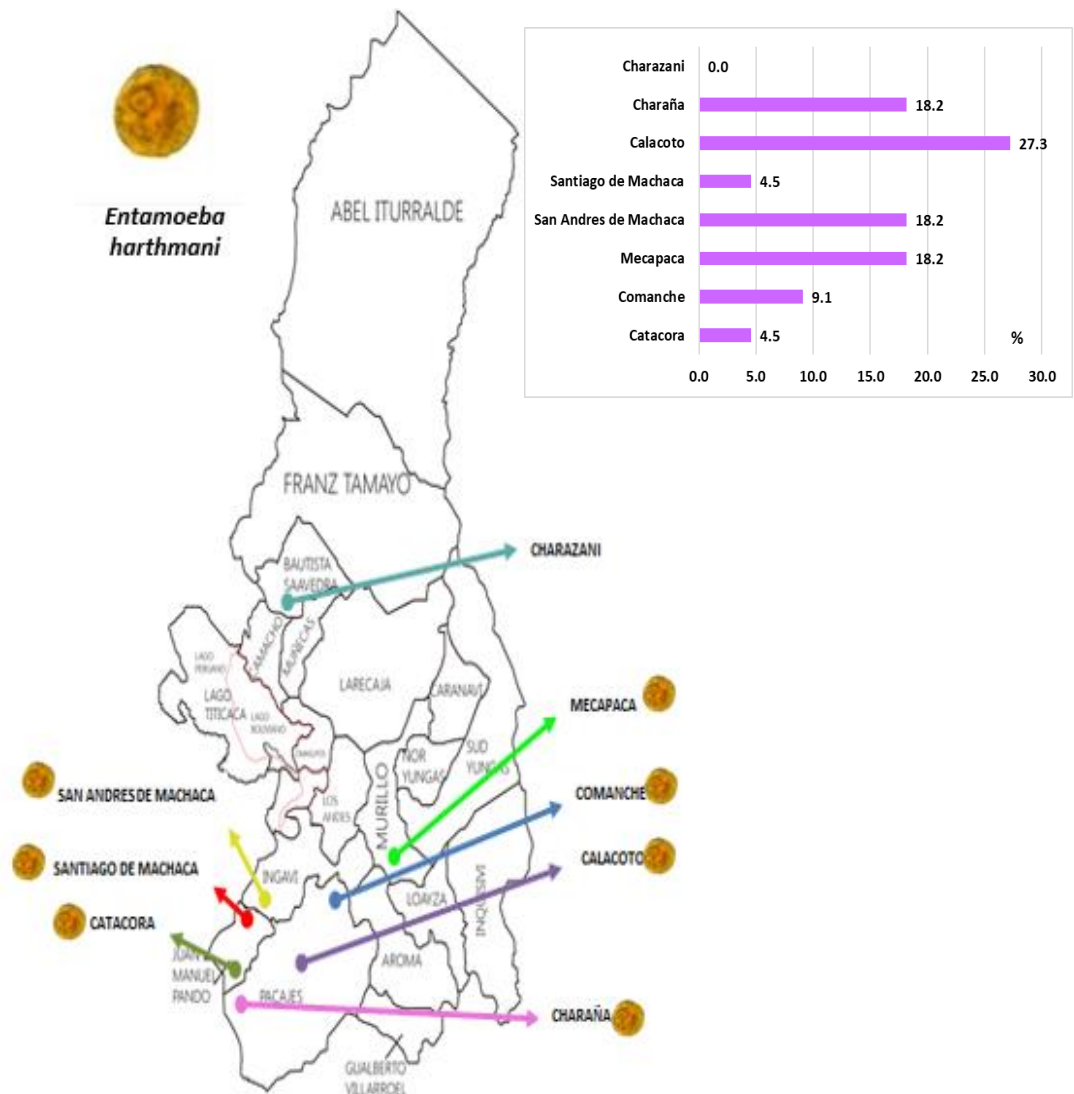 Entamoeba
harthmani
Charazani
0.0
Charaña
18.2
Calacoto
27.3
Santiago de Machaca
4.5
San Andres de Machaca
18.2
Mecapaca
18.2
Comanche
9.1
Catacora
4.5
%
0.0 5.0 10.0 15.0 20.0 25.0 30.0
ABEL ITURRALDE
FRANZ TAMAYO
BAUTISTA
SAAVEDRA
CHARAZANI
CAMACHO
MUÑECAS
LAGO
PERUANO
LAGO
TITICACA
LAGO
BOLIVIANO
LARECAJA
CARANAVI
MECAPACA
NOR
YUNGAS
SUD
YUNGAS
SAN ANDRES DE MACHACA
LOS
ANDES
MURILLO
COMANCHE
SANTIAGO DE MACHACA
INGAVI
CALACOTO
LOAYZA
INQUISIVI
CATACORA
JUAN
MANUEL
PANDO
AROMA
PACAJES
CHARAÑA
GUALBERTO
VILLARROEL